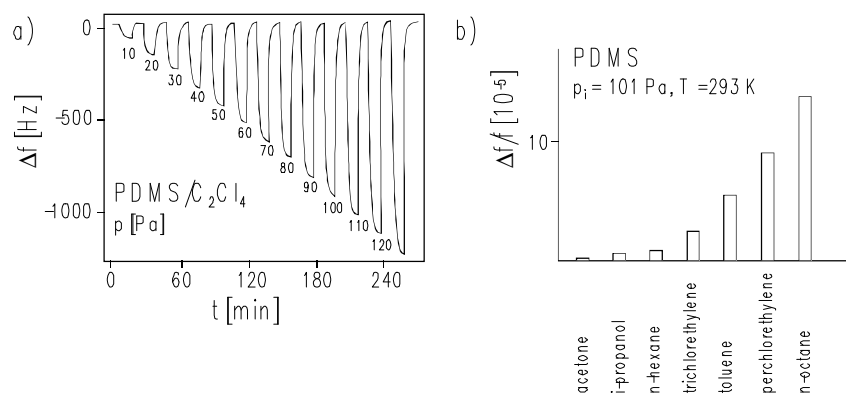 a)
0
-500
-1000
Δf [Hz]
10
20
30
40
50
60
70
80
90
100
110
120
PDMS/C₂Cl₄
p [Pa]
0
60
120
180
240
t [min]
b)
PDMS
pᵢ = 101 Pa, T = 293 K
Δf/f [10⁻⁵]
10
acetone
i-propanol
n-hexane
trichlorethylene
toluene
perchlorethylene
n-octane